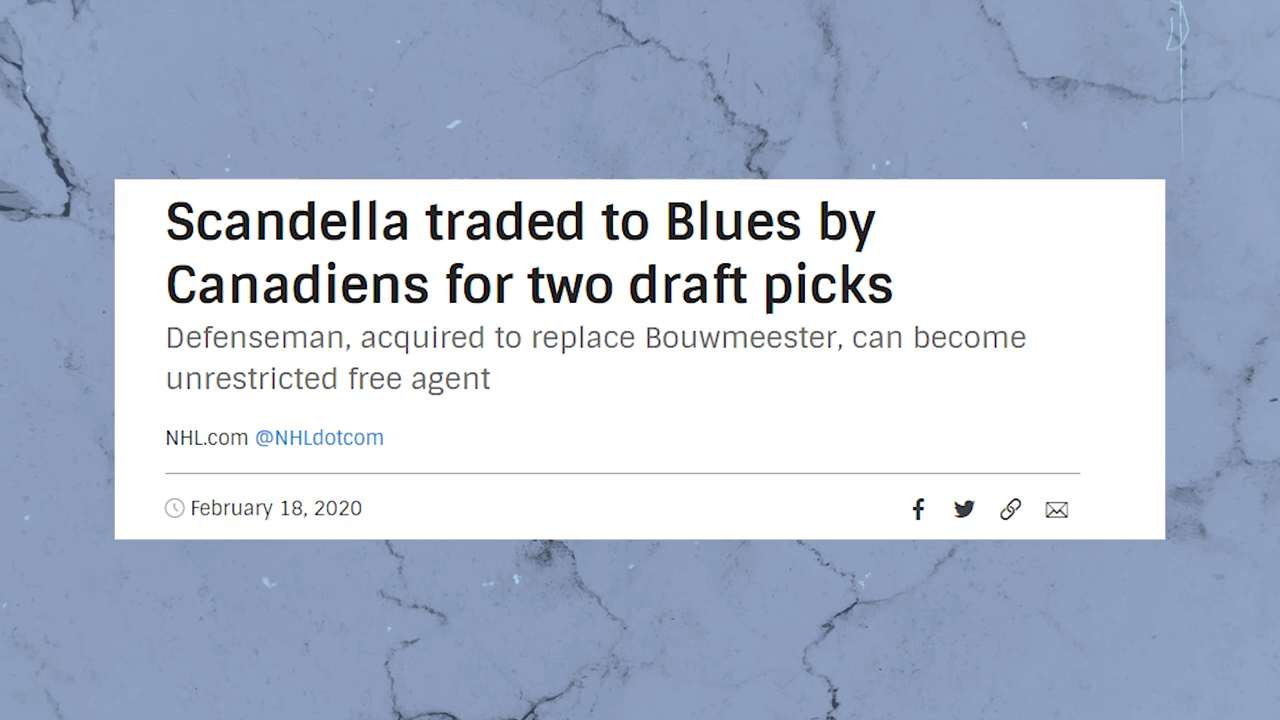 Scandella traded to Blues by
Canadiens for two draft picks
Defenseman, acquired to replace Bouwmeester, can become
unrestricted free agent
NHL.com @NHLdotcom
February 18, 2020